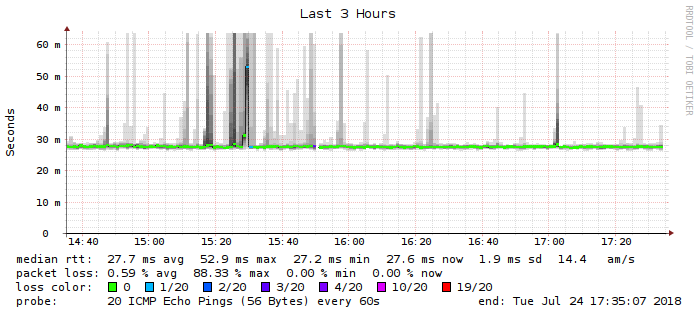 Last 3 Hours
RRDTOOL / TOBI OETIKER
Seconds
60 m
50 m
40 m
30 m
20 m
10 m
0
14:40 15:00 15:20 15:40 16:00 16:20 16:40 17:00 17:20
median rtt: 27.7 ms avg 52.9 ms max 27.2 ms min 27.6 ms now 1.9 ms sd 14.4 am/s
packet loss: 0.59 % avg 88.33 % max 0.00 % min 0.00 % now
loss color: 0 1/20 2/20 3/20 4/20 10/20 19/20
probe: 20 ICMP Echo Pings (56 Bytes) every 60s end: Tue Jul 24 17:35:07 2018